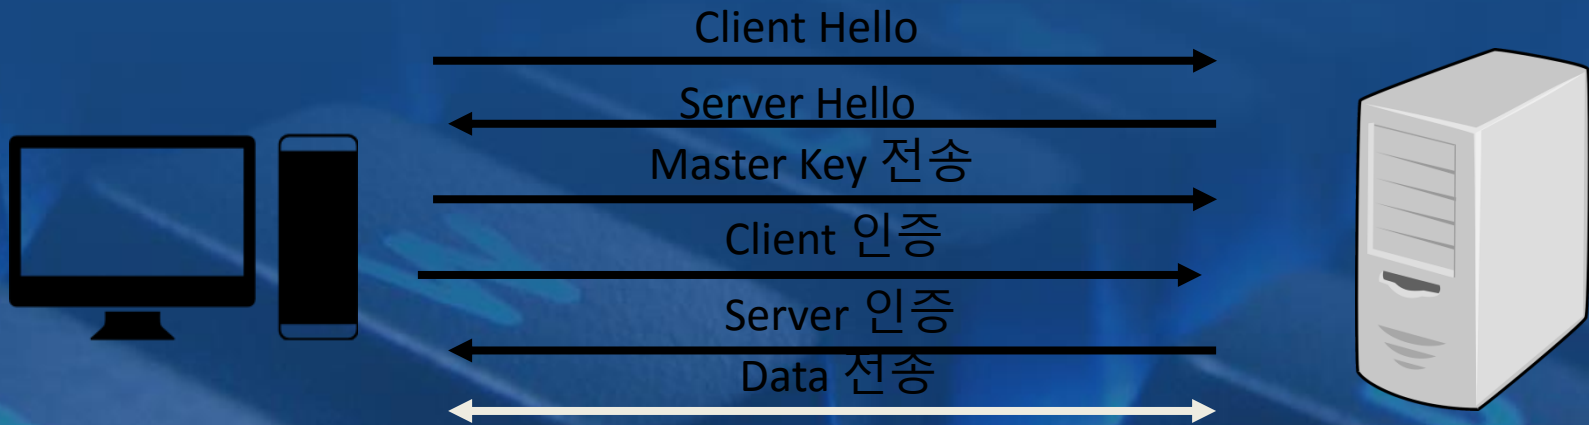 Client Hello
Server Hello
Master Key 전송
Client 인증
Server 인증
Data 전송